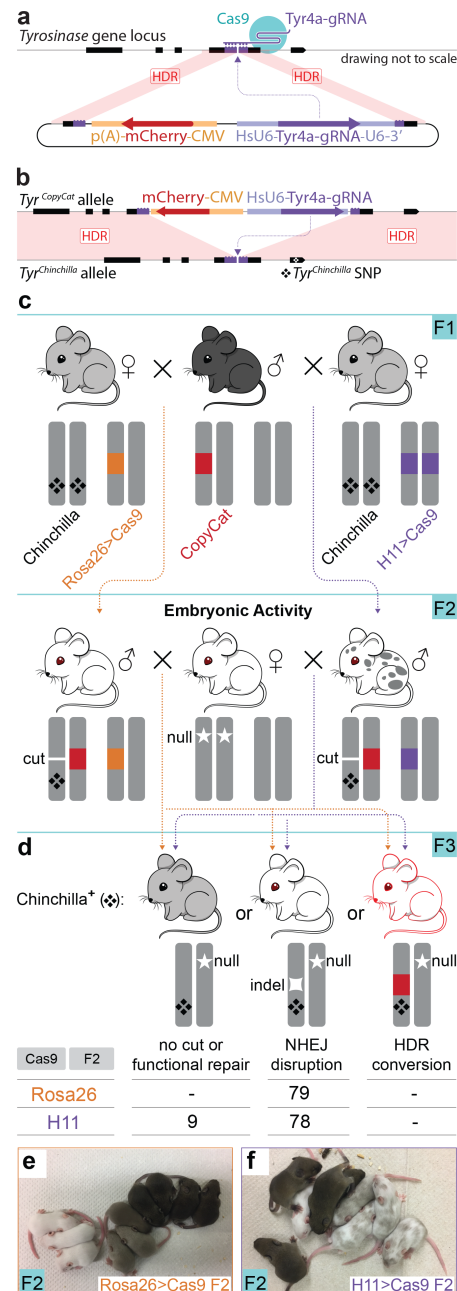 a
Cas9
Tyr4a-gRNA
Tyrosinase gene locus
drawing not to scale
HDR
HDR
p(A)-mCherry-CMV
HsU6-Tyr4a-gRNA-U6-3’
b
Tyr CopyCat allele
mCherry-CMV
HsU6-Tyr4a-gRNA
HDR
HDR
Tyr Chinchilla allele
Tyr Chinchilla SNP
c
F1
♀
×
♂
×
♀
Chinchilla
Rosa26>Cas9
CopyCat
Chinchilla
H11>Cas9
Embryonic Activity
F2
♂
×
♀
×
♂
cut
null
cut
d
F3
Chinchilla+ (❖):
or
or
null
indel
null
null
no cut or functional repair
NHEJ disruption
HDR conversion
Cas9
F2
Rosa26
-
79
-
H11
9
78
-
e
F2
Rosa26>Cas9 F2
f
F2
H11>Cas9 F2